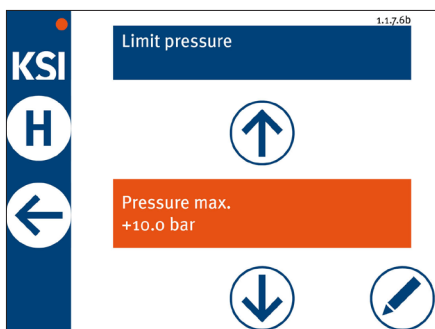 1.1.7.6b
KSI
Limit pressure
H
Pressure max.
+10.0 bar